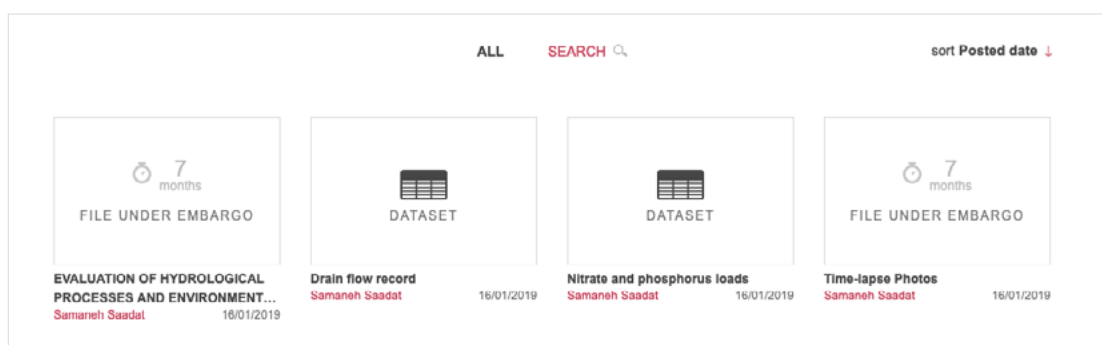 ALL SEARCH sort Posted date ↓
7
months
FILE UNDER EMBARGO
EVALUATION OF HYDROLOGICAL
PROCESSES AND ENVIRONMENT...
Samaneh Saadat 16/01/2019
DATASET
Drain flow record
Samaneh Saadat 16/01/2019
DATASET
Nitrate and phosphorus loads
Samaneh Saadat 16/01/2019
7
months
FILE UNDER EMBARGO
Time-lapse Photos
Samaneh Saadat 16/01/2019